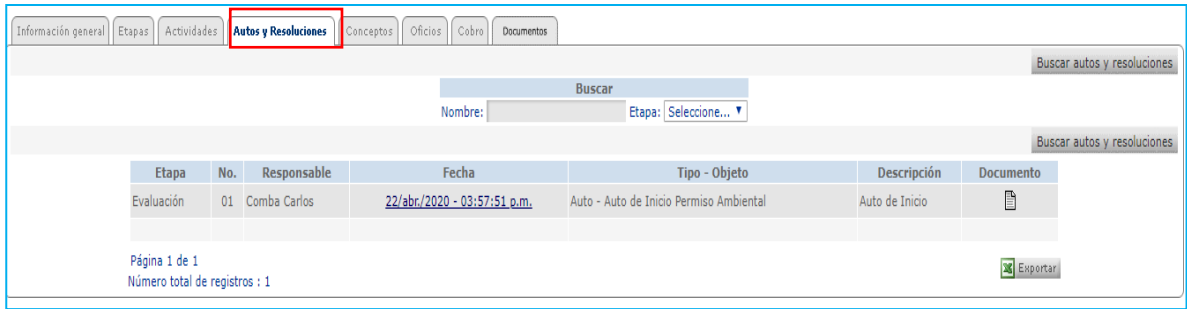 Información general Etapas Actividades Autos y Resoluciones Conceptos Oficios Cobro Documentos
Buscar autos y resoluciones
Buscar
Nombre: Etapa: Seleccione...
Buscar autos y resoluciones
Etapa No. Responsable Fecha Tipo - Objeto Descripción Documento
Evaluación 01 Comba Carlos 22/abr./2020 - 03:57:51 p.m. Auto - Auto de Inicio Permiso Ambiental Auto de Inicio
Página 1 de 1
Número total de registros : 1
Exportar